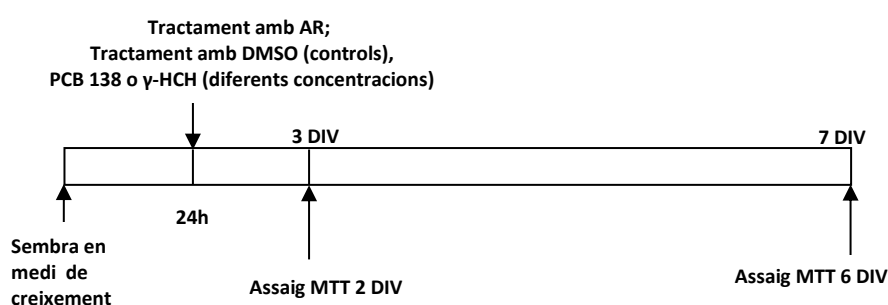 Tractament amb AR;
Tractament amb DMSO (controls),
PCB 138 o γ-HCH (diferents concentracions)
3 DIV
7 DIV
24h
Sembra en
medi de
creixement
Assaig MTT 2 DIV
Assaig MTT 6 DIV